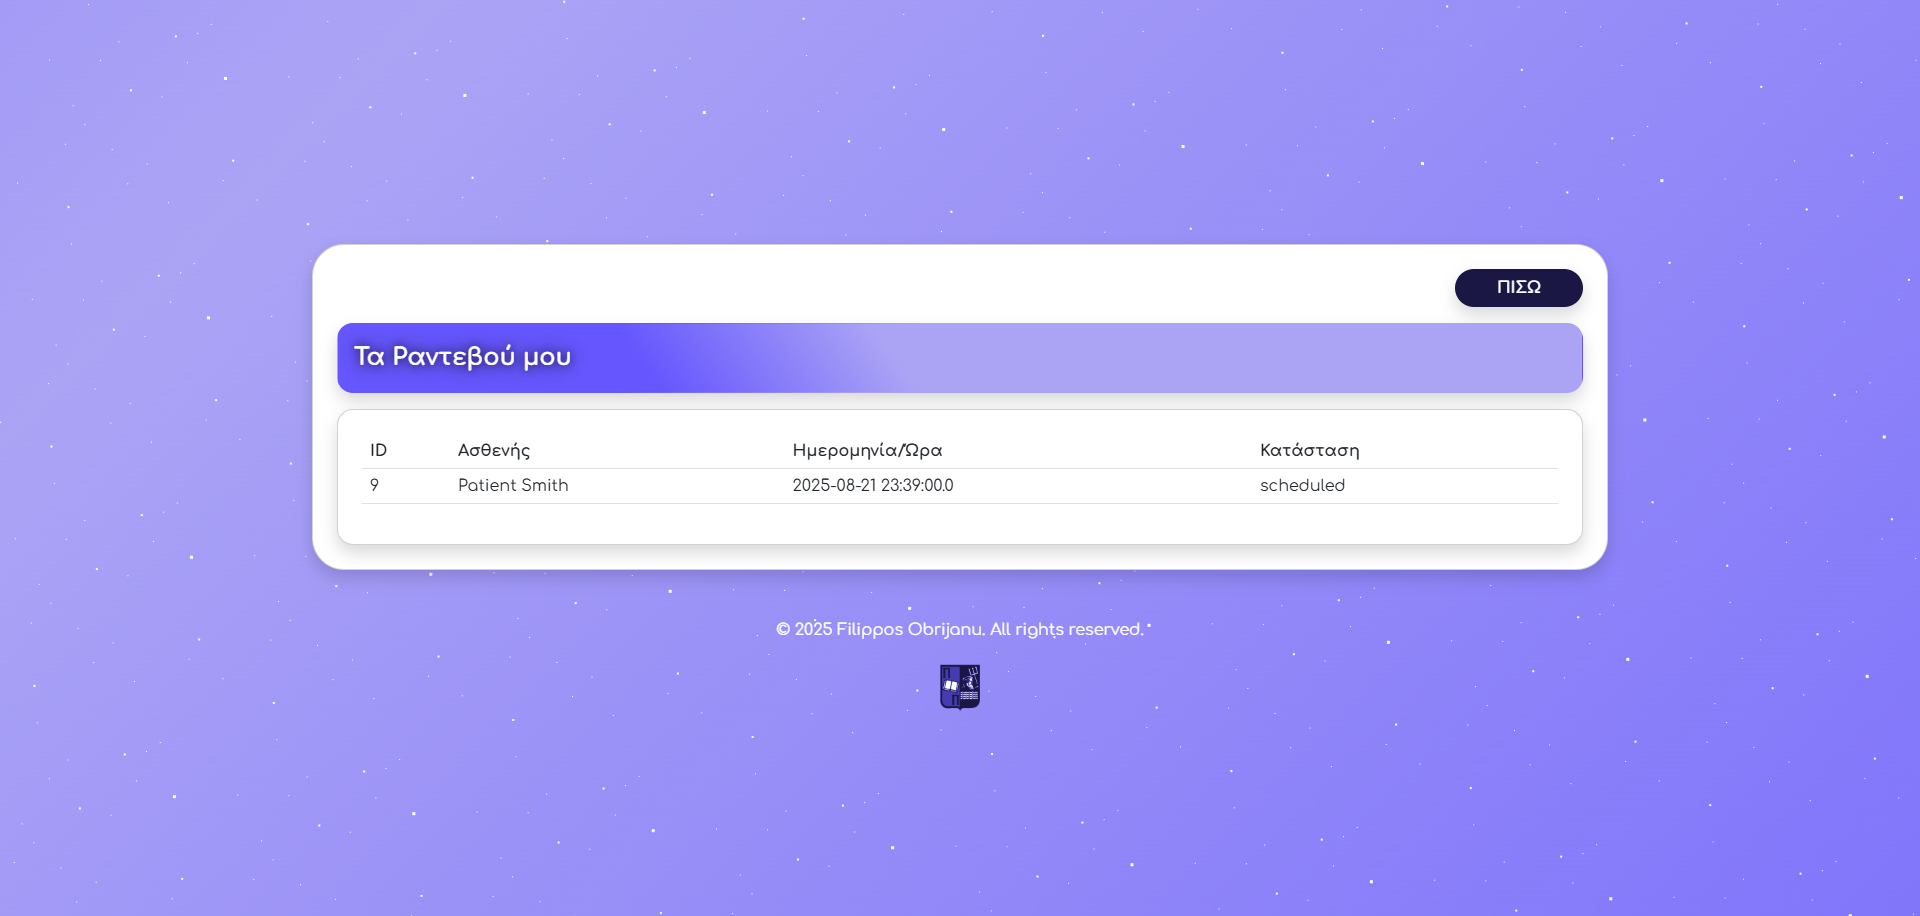 ΠΙΣΩ
Τα Ραντεβού μου
ID Ασθενής Ημερομηνία/Ώρα Κατάσταση
9 Patient Smith 2025-08-21 23:39:00.0 scheduled
© 2025 Filippos Obrijanu. All rights reserved.